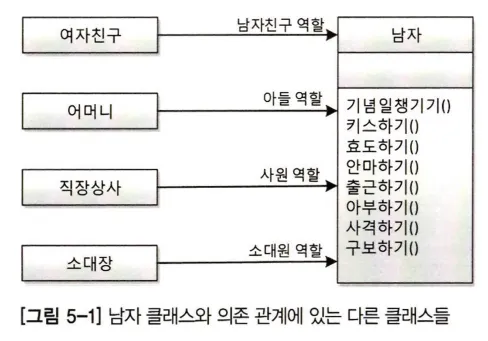 여자친구
남자친구 역할
남자
어머니
아들 역할
기념일챙기기()
키스하기()
효도하기()
안마하기()
출근하기()
아부하기()
사격하기()
구보하기()
직장상사
사원 역할
소대장
소대원 역할
[그림 5-1] 남자 클래스와 의존 관계에 있는 다른 클래스들